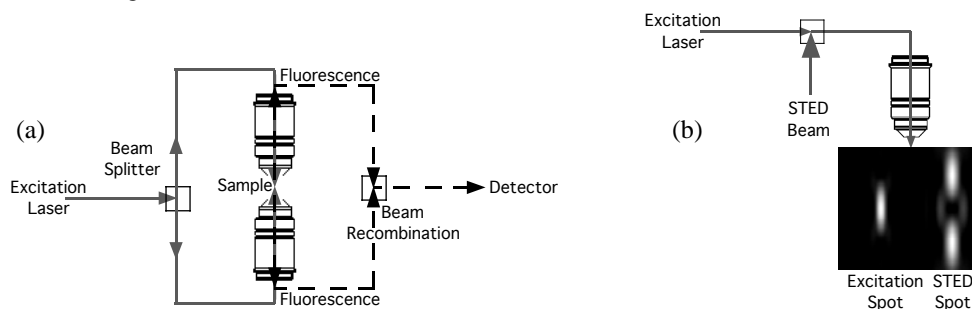 (a)
Fluorescence
Beam
Splitter
Excitation
Laser
Sample
Detector
Beam
Recombination
Fluorescence
(b)
Excitation
Laser
STED
Beam
Excitation
Spot
STED
Spot